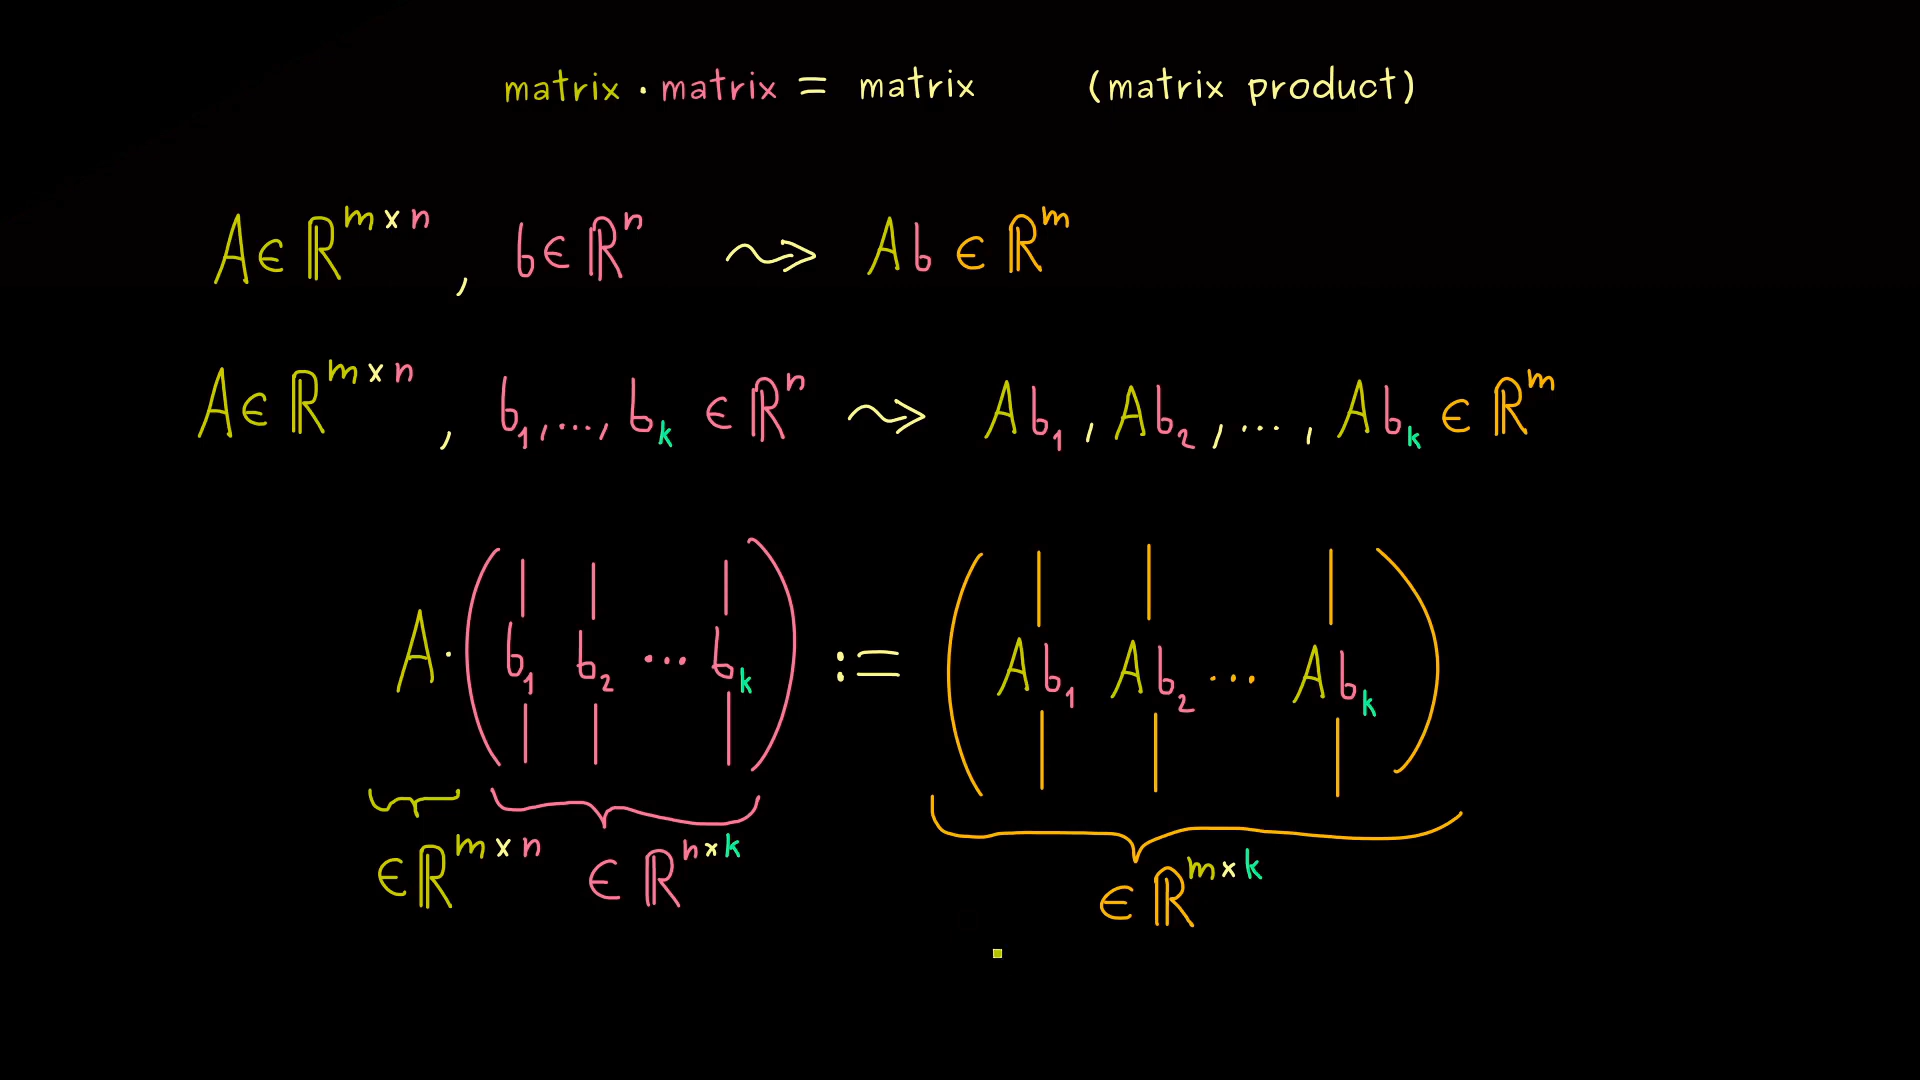 matrix · matrix = matrix (matrix product)
A ∈ ℝ^{m×n} , b ∈ ℝ^n ⇝ Ab ∈ ℝ^m
A ∈ ℝ^{m×n} , b_1, ..., b_k ∈ ℝ^n ⇝ Ab_1 , Ab_2 , ... , Ab_k ∈ ℝ^m
A · ( b_1 b_2 ... b_k ) := ( Ab_1 Ab_2 ... Ab_k )
∈ ℝ^{m×n} ∈ ℝ^{n×k} ∈ ℝ^{m×k}